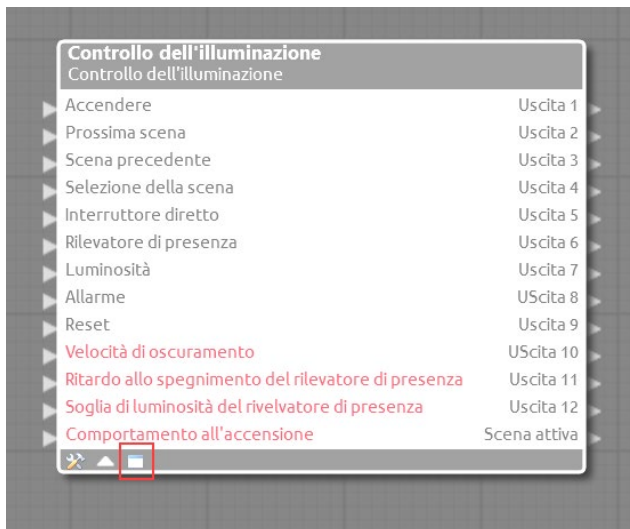 Controllo dell'illuminazione
Controllo dell'illuminazione
Accendere Uscita 1
Prossima scena Uscita 2
Scena precedente Uscita 3
Selezione della scena Uscita 4
Interruttore diretto Uscita 5
Rilevatore di presenza Uscita 6
Luminosità Uscita 7
Allarme UScita 8
Reset Uscita 9
Velocità di oscuramento UScita 10
Ritardo allo spegnimento del rilevatore di presenza Uscita 11
Soglia di luminosità del rivelvatore di presenza Uscita 12
Comportamento all'accensione Scena attiva